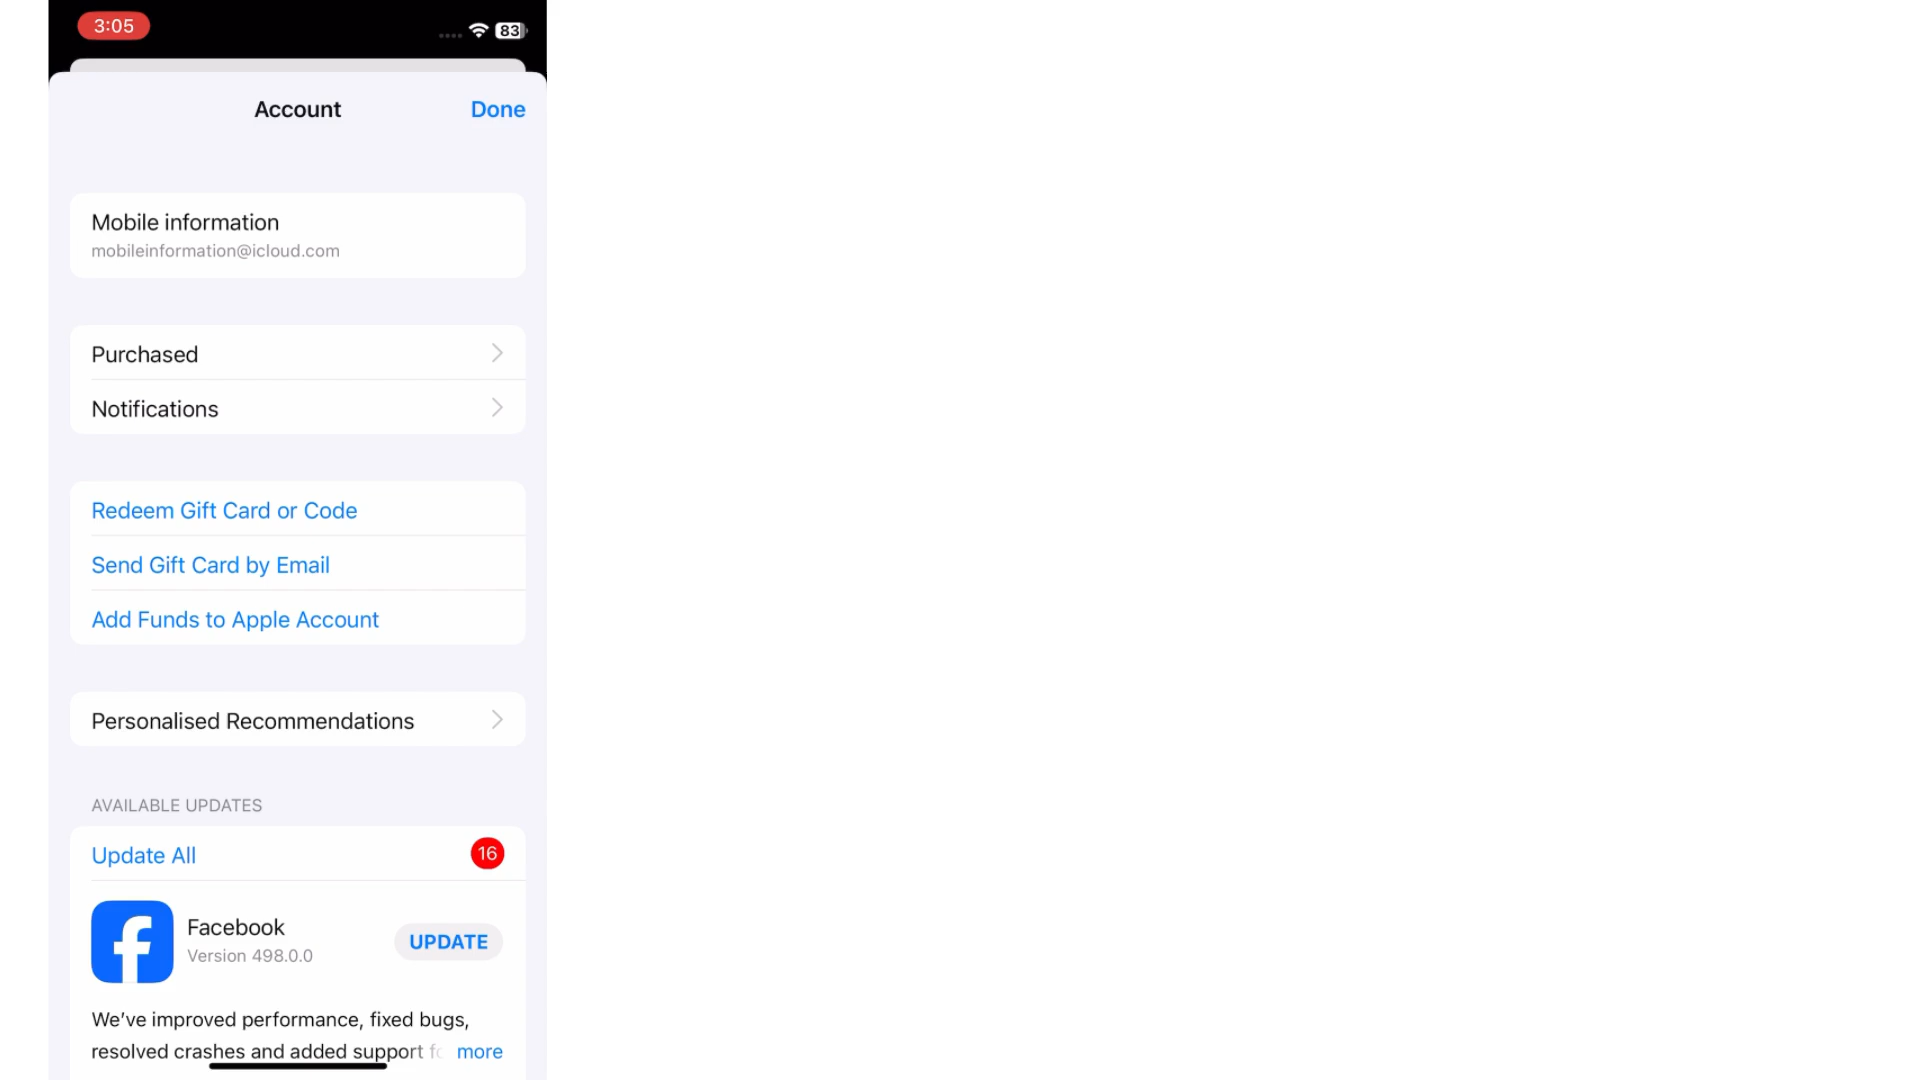 3:05
83
Account
Done
Mobile information
mobileinformation@icloud.com
Purchased
Notifications
Redeem Gift Card or Code
Send Gift Card by Email
Add Funds to Apple Account
Personalised Recommendations
AVAILABLE UPDATES
Update All
16
Facebook
Version 498.0.0
UPDATE
We've improved performance, fixed bugs,
resolved crashes and added support
more